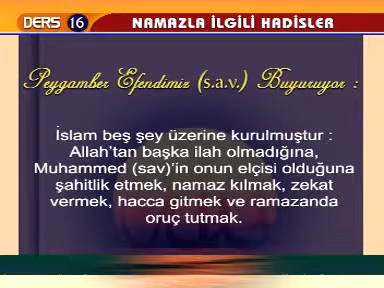 DERS 16 NAMAZLA İLGİLİ HADİSLER
Peygamber Efendimiz (s.a.v.) Buyuruyor :
İslam beş şey üzerine kurulmuştur :
Allah'tan başka ilah olmadığına,
Muhammed (sav)'in onun elçisi olduğuna
şahitlik etmek, namaz kılmak, zekat
vermek, hacca gitmek ve ramazanda
oruç tutmak.